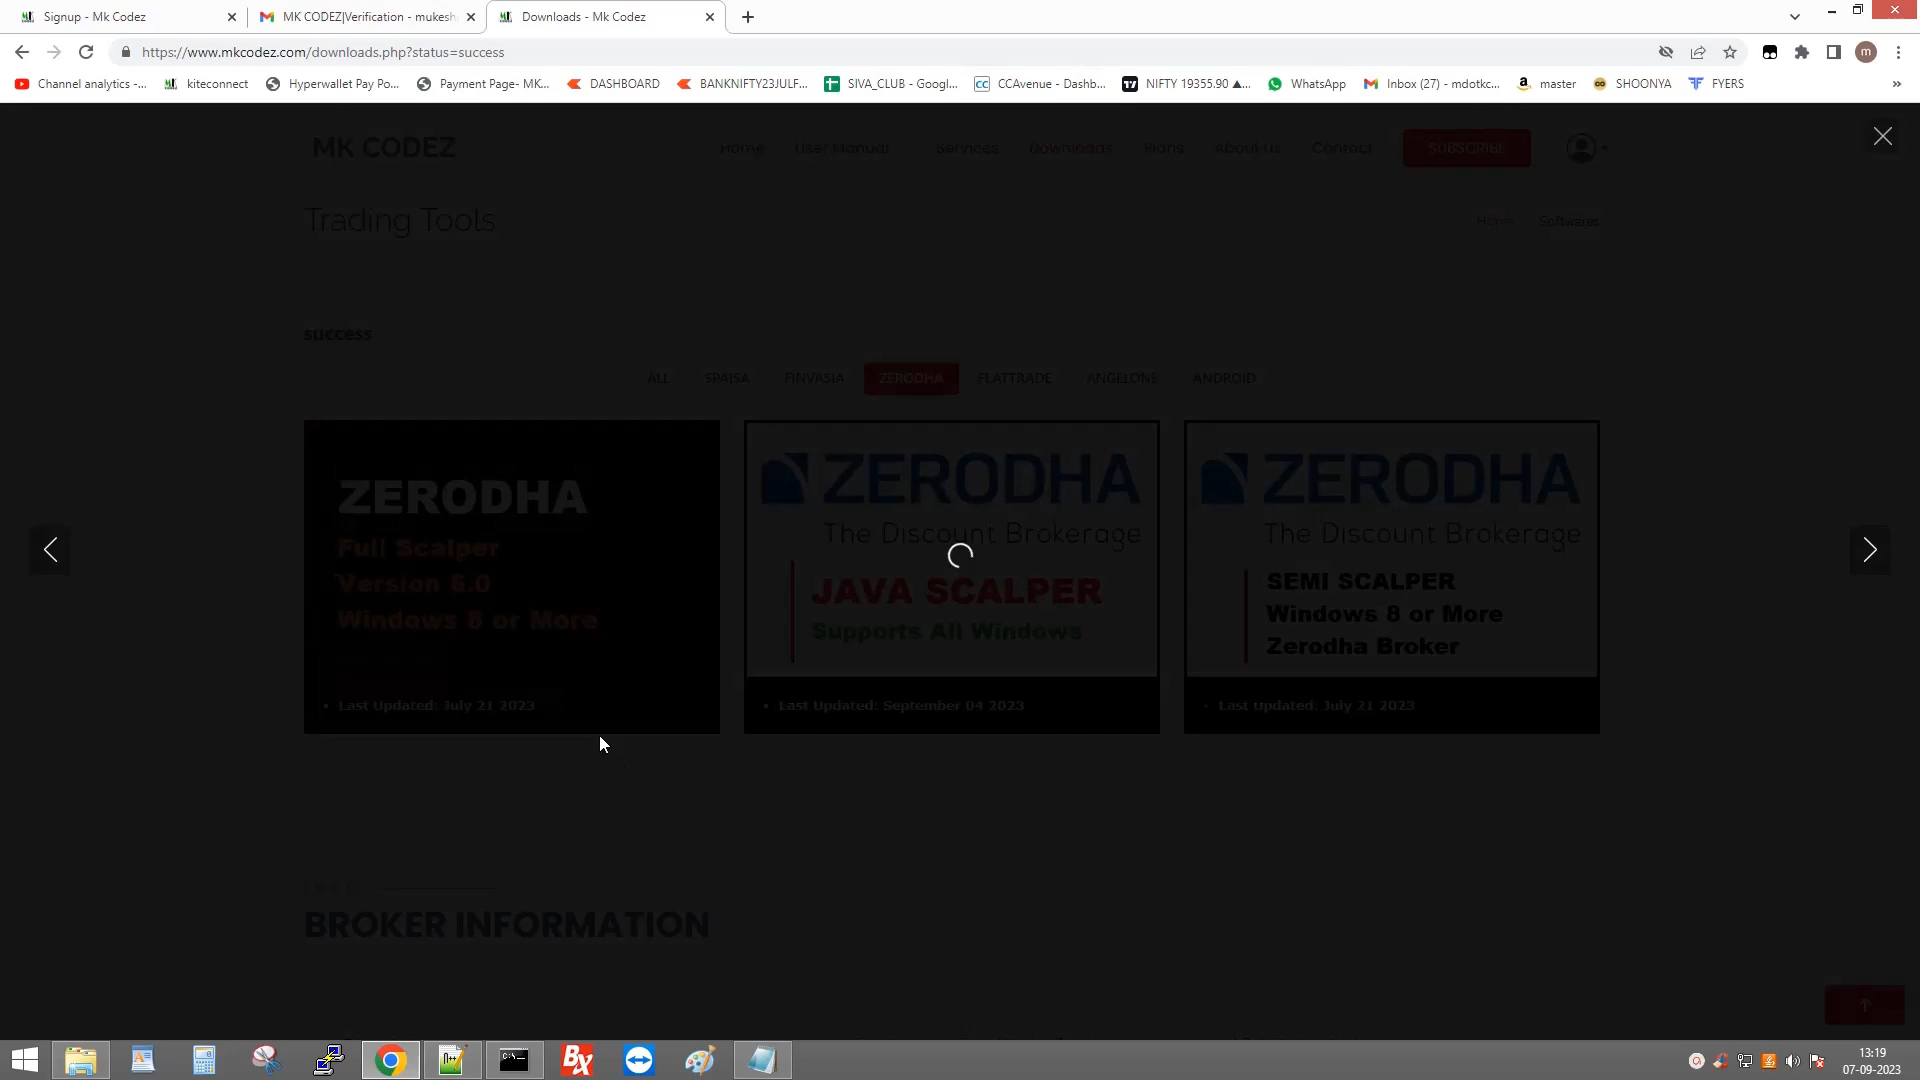 Signup - Mk Codez
MK CODEZ|Verification - mukesh
Downloads - Mk Codez
https://www.mkcodez.com/downloads.php?status=success
m
Channel analytics -...
kiteconnect
Hyperwallet Pay Po...
Payment Page- MK...
DASHBOARD
BANKNIFTY23JULF...
SIVA_CLUB - Googl...
CCAvenue - Dashb...
NIFTY 19355.90 ▲...
WhatsApp
Inbox (27) - mdotkc...
master
SHOONYA
FYERS
»
MK CODEZ
Home
User Manual
Services
Downloads
Plans
About Us
Contact
SUBSCRIBE
Trading Tools
Home
Softwares
success
ALL
5PAISA
FINVASIA
ZERODHA
FLATTRADE
ANGELONE
ANDROID
ZERODHA
Full Scalper
Version 6.0
Windows 8 or More
• Last Updated: July 21 2023
ZERODHA
The Discount Brokerage
JAVA SCALPER
Supports All Windows
• Last Updated: September 04 2023
ZERODHA
The Discount Brokerage
SEMI SCALPER
Windows 8 or More
Zerodha Broker
• Last Updated: July 21 2023
BROKER INFORMATION
13:19
07-09-2023